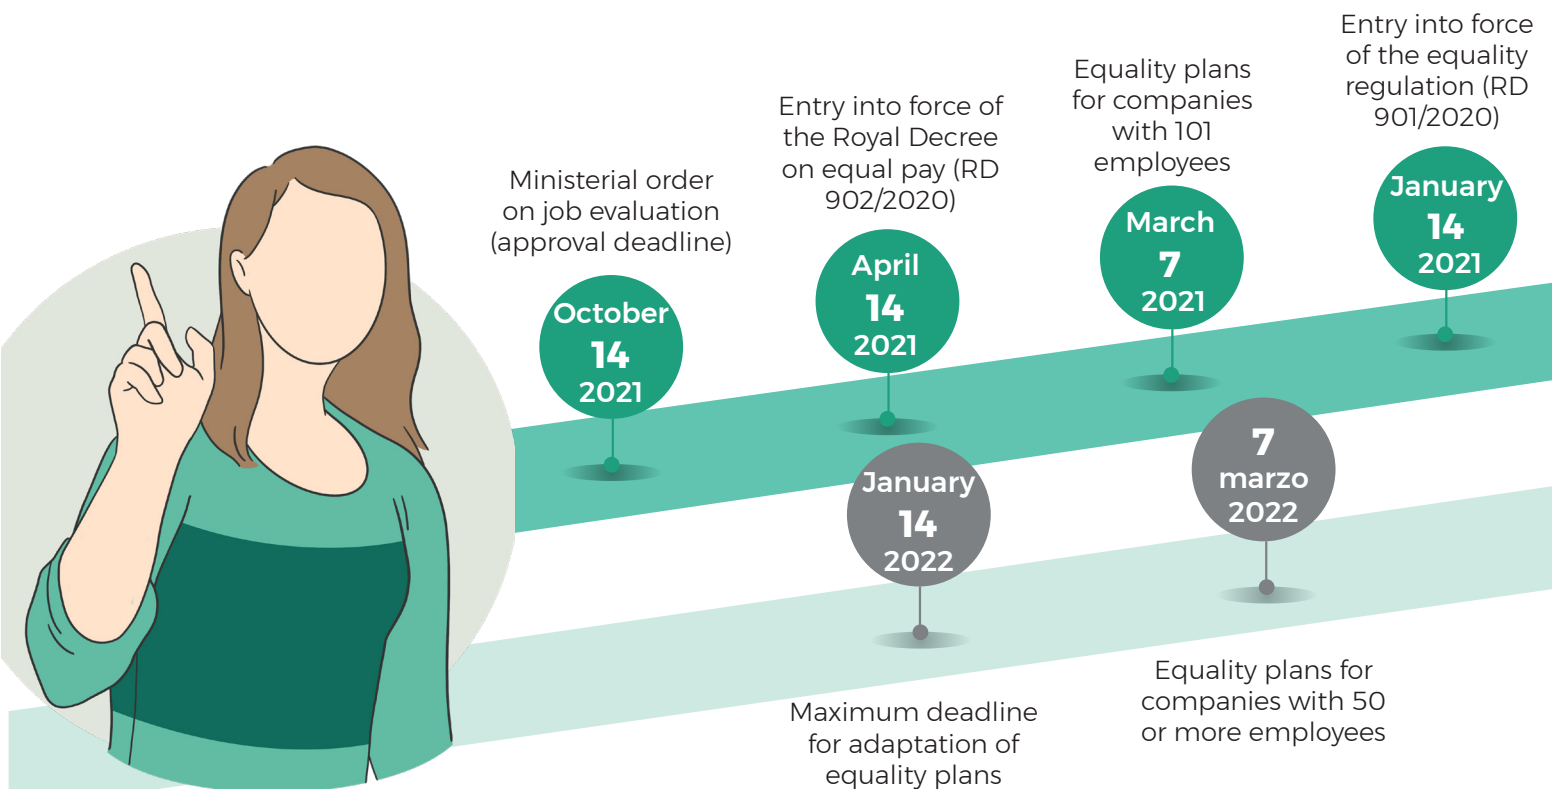 Ministerial order
on job evaluation
(approval deadline)
October
14
2021
Entry into force of
the Royal Decree
on equal pay (RD
902/2020)
April
14
2021
Equality plans
for companies
with 101
employees
March
7
2021
Entry into force
of the equality
regulation (RD
901/2020)
January
14
2021
January
14
2022
Maximum deadline
for adaptation of
equality plans
7
marzo
2022
Equality plans for
companies with 50
or more employees